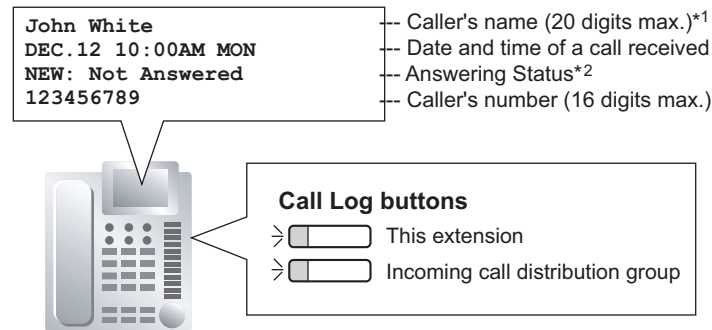 John White --- Caller's name (20 digits max.)*1
DEC.12 10:00AM MON --- Date and time of a call received
NEW: Not Answered --- Answering Status*2
123456789 --- Caller's number (16 digits max.)
Call Log buttons
This extension
Incoming call distribution group